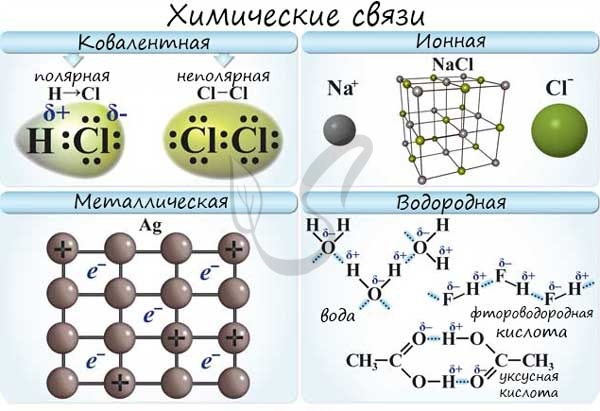 Химические связи
Ковалентная
полярная
H→Cl
δ+ δ-
H :Cl:
неполярная
Cl–Cl
:Cl:Cl:
Ионная
NaCl
Na⁺
Cl⁻
Металлическая
Ag
+ +
e⁻ e⁻
e⁻
+ +
e⁻ e⁻
+
Водородная
H H H
δ– O δ– O δ+
δ+ H H δ+ H
δ– O
вода
δ– F δ+ H
δ+ H F δ– H δ+
F H F δ–
фтороводородная
кислота
δ– δ+
O H–O
CH₃–C C–CH₃
O–H O
δ+ δ–
уксусная
кислота